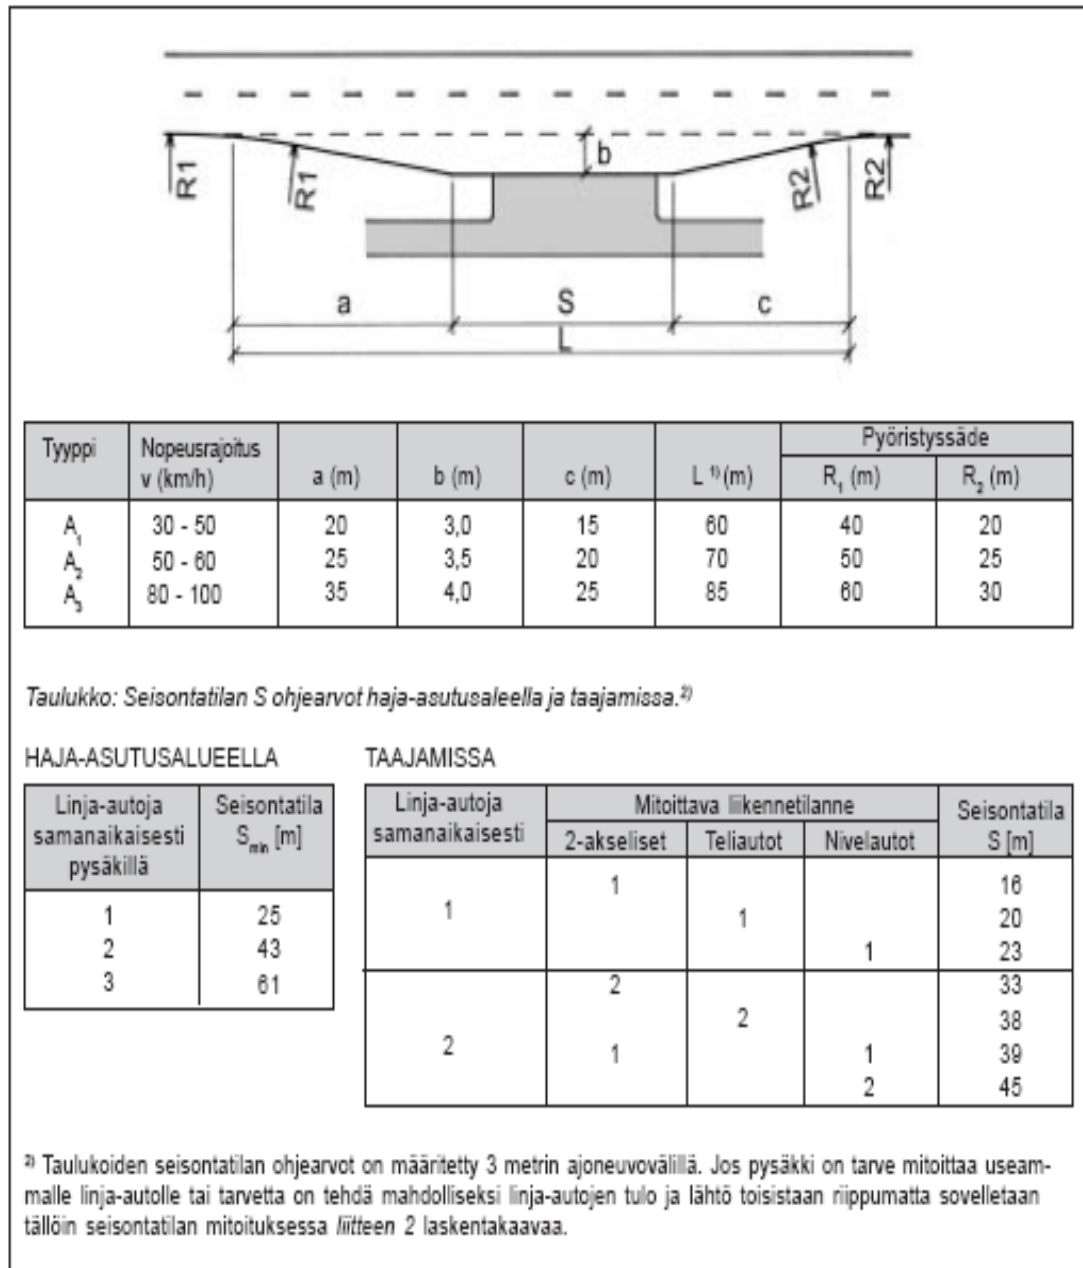 b
R1
R1
R2
R2
a
S
c
L
Tyyppi
Nopeusrajoitus
v (km/h)
a (m)
b (m)
c (m)
L ¹⁾ (m)
Pyöristyssäde
R₁ (m)
R₂ (m)
A₁ 30 - 50 20 3,0 15 60 40 20
A₂ 50 - 60 25 3,5 20 70 50 25
A₃ 80 - 100 35 4,0 25 85 60 30
Taulukko: Seisontatilan S ohjearvot haja-asutusaleella ja taajamissa.²⁾
HAJA-ASUTUSALUEELLA
Linja-autoja
samanaikaisesti
pysäkillä
Seisontatila
Sₘᵢₙ [m]
1 25
2 43
3 61
TAAJAMISSA
Linja-autoja
samanaikaisesti
Mitoittava liikennetilanne
2-akseliset Teliautot Nivelautot
Seisontatila
S [m]
1
1 16
1 20
1 23
2
2 33
2 38
1 1 39
2 45
²⁾ Taulukoiden seisontatilan ohjearvot on määritetty 3 metrin ajoneuvovälillä. Jos pysäkki on tarve mitoittaa useam-
malle linja-autolle tai tarvetta on tehdä mahdolliseksi linja-autojen tulo ja lähtö toisistaan riippumatta sovelletaan
tällöin seisontatilan mitoituksessa liitteen 2 laskentakaavaa.